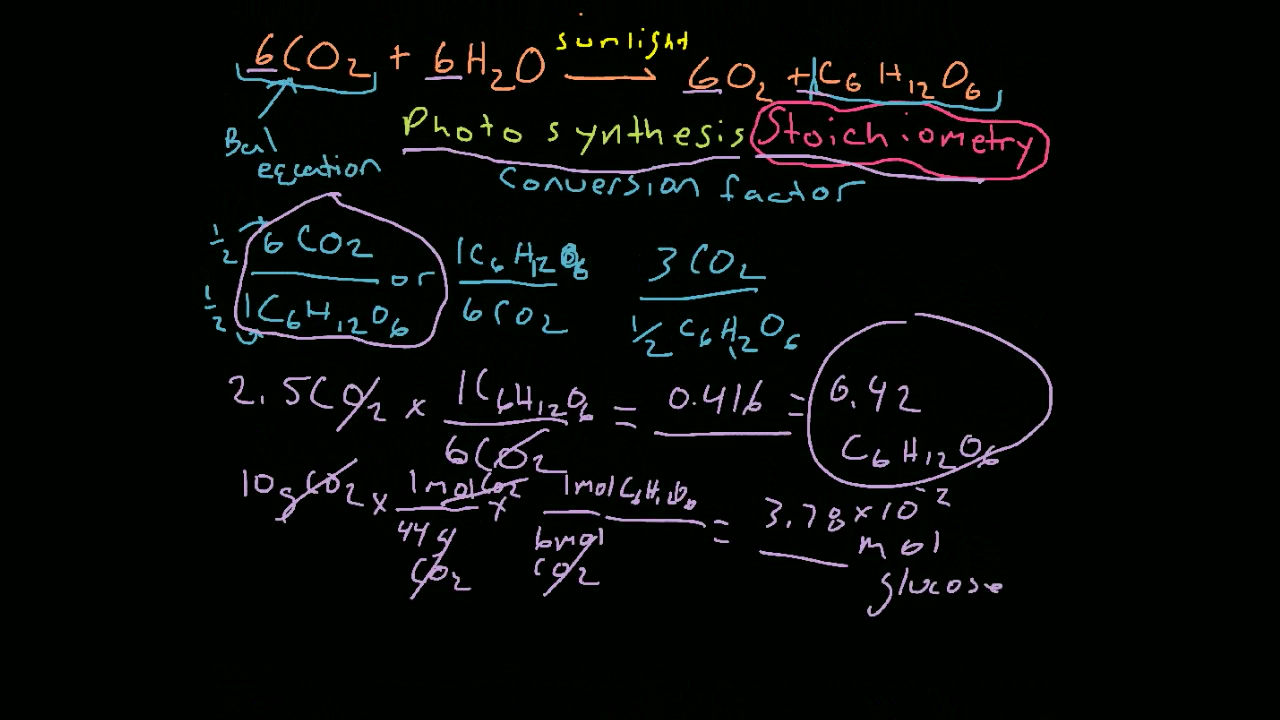 6CO2 + 6H2O sunlight → 6O2 + C6H12O6
Photosynthesis Stoichiometry
Bal equation
Conversion factor
1/2 6CO2 / 1/2 1C6H12O6 or 1C6H12O6 / 6CO2 3CO2 / 1/2 C6H12O6
2.5CO2 x 1C6H12O6 / 6CO2 = 0.416 = 0.42 C6H12O6
10g CO2 x 1mol CO2 / 44g CO2 x 1mol C6H12O6 / 6mol CO2 = 3.78 x 10^-2 mol glucose